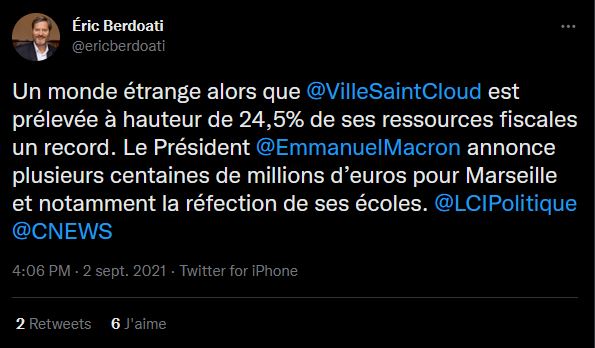 Éric Berdoati
@ericberdoati
Un monde étrange alors que @VilleSaintCloud est
prélevée à hauteur de 24,5% de ses ressources fiscales
un record. Le Président @EmmanuelMacron annonce
plusieurs centaines de millions d’euros pour Marseille
et notamment la réfection de ses écoles. @LCIPolitique
@CNEWS
4:06 PM · 2 sept. 2021 · Twitter for iPhone
2 Retweets 6 J'aime